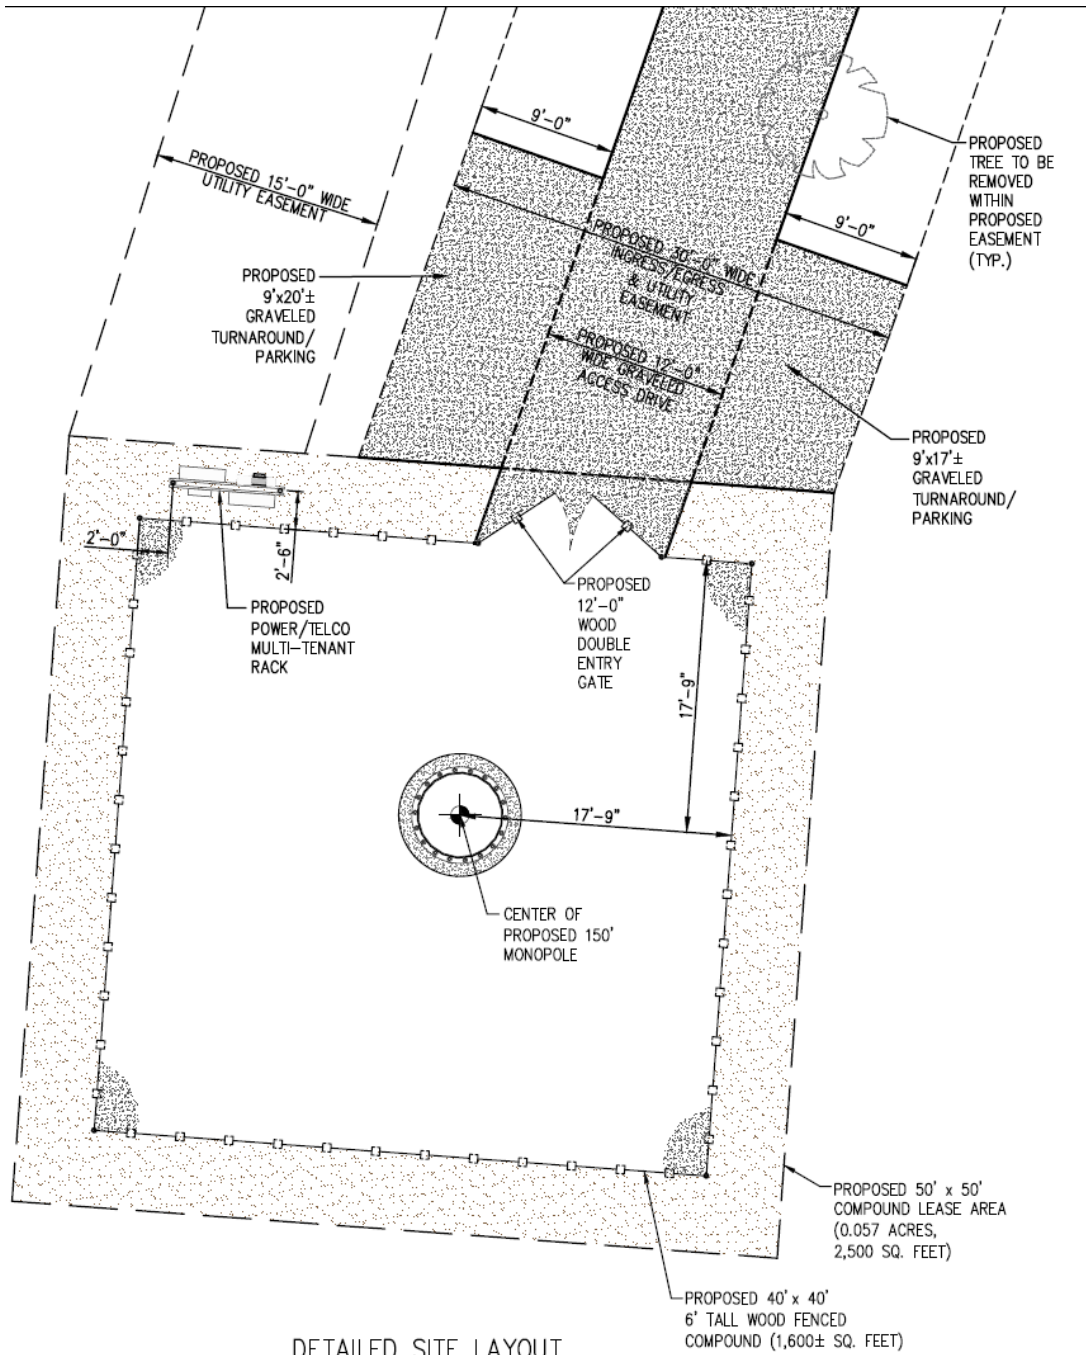 9'-0"
PROPOSED
TREE TO BE
REMOVED
WITHIN
PROPOSED
EASEMENT
(TYP.)
PROPOSED 15'-0" WIDE
UTILITY EASEMENT
9'-0"
PROPOSED 30'-0" WIDE
INGRESS/EGRESS
& UTILITY
EASEMENT
PROPOSED
9'x20'±
GRAVELED
TURNAROUND/
PARKING
PROPOSED 12'-0"
WIDE GRAVELED
ACCESS DRIVE
PROPOSED
9'x17'±
GRAVELED
TURNAROUND/
PARKING
2'-0"
2'-6"
PROPOSED
POWER/TELCO
MULTI-TENANT
RACK
PROPOSED
12'-0"
WOOD
DOUBLE
ENTRY
GATE
17'-9"
17'-9"
CENTER OF
PROPOSED 150'
MONOPOLE
PROPOSED 50' x 50'
COMPOUND LEASE AREA
(0.057 ACRES,
2,500 SQ. FEET)
PROPOSED 40' x 40'
6' TALL WOOD FENCED
COMPOUND (1,600± SQ. FEET)
DETAILED SITE LAYOUT